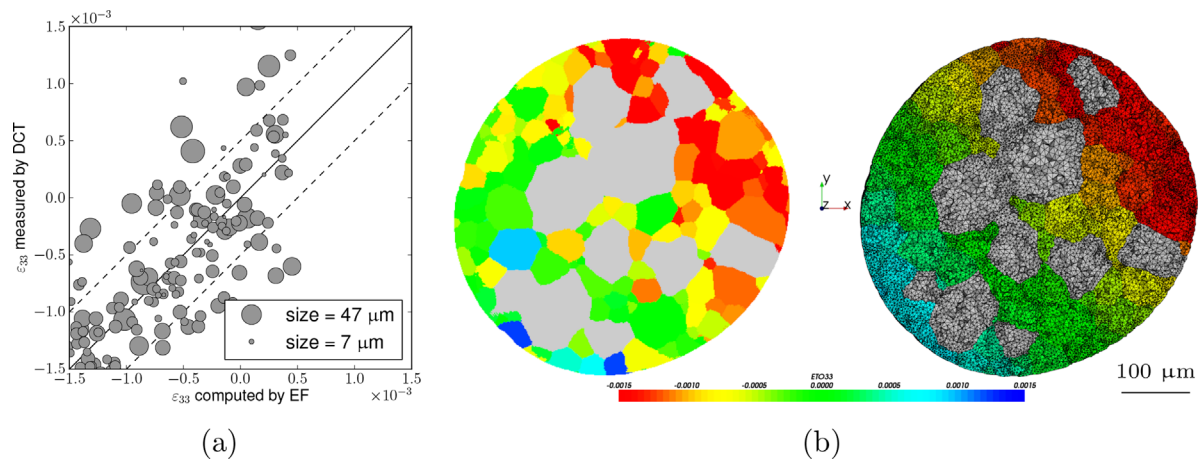 ×10⁻³
1.5
1.0
0.5
0.0
-0.5
-1.0
-1.5
ε₃₃ measured by DCT
size = 47 μm
size = 7 μm
-1.5 -1.0 -0.5 0.0 0.5 1.5
ε₃₃ computed by EF ×10⁻³
(a)
y
z x
ETO33
-0.0015 -0.0010 -0.0005 0.0000 0.0005 0.0010 0.0015
100 μm
(b)